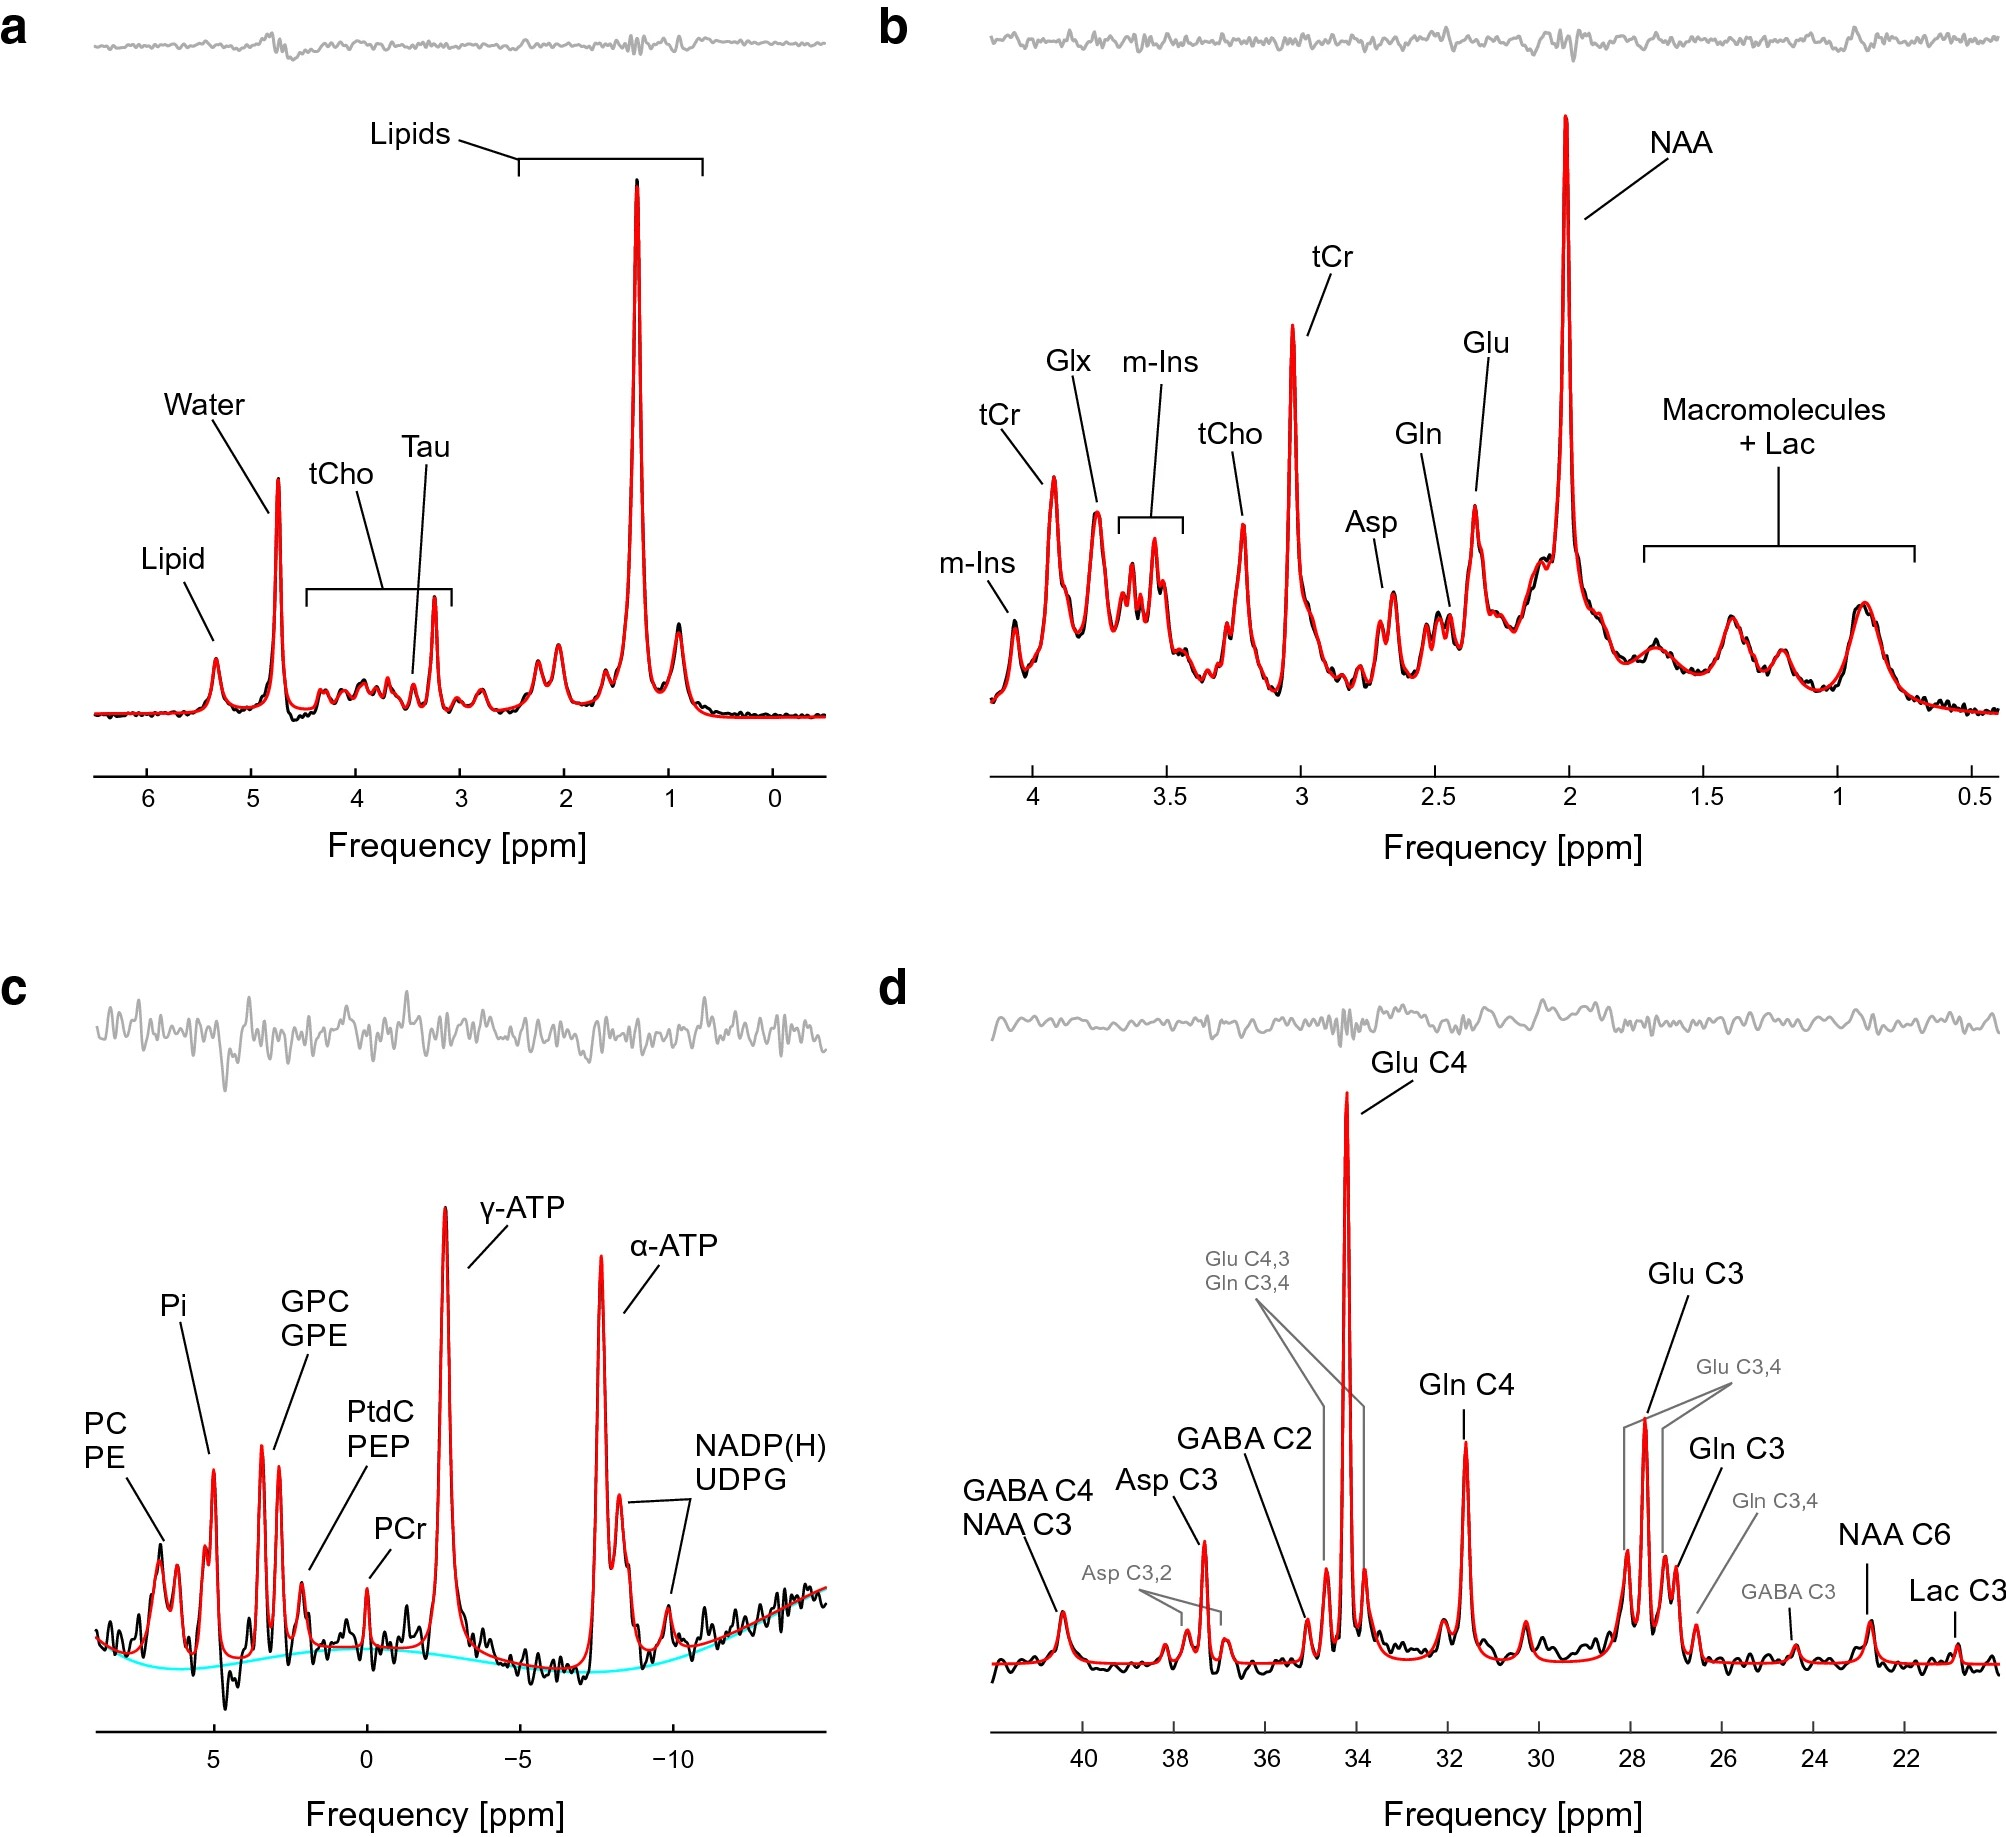 a
Lipids
Water
Tau
tCho
Lipid
6 5 4 3 2 1 0
Frequency [ppm]
b
NAA
tCr
Glu
Glx
m-Ins
tCr
tCho
Gln
Macromolecules
+ Lac
Asp
m-Ins
4 3.5 3 2.5 2 1.5 1 0.5
Frequency [ppm]
c
γ-ATP
α-ATP
Pi
GPC
GPE
PtdC
PEP
PC
PE
NADP(H)
UDPG
PCr
5 0 −5 −10
Frequency [ppm]
d
Glu C4
Glu C4,3
Gln C3,4
Glu C3
Glu C3,4
Gln C4
GABA C2
Gln C3
Asp C3
GABA C4
NAA C3
Gln C3,4
NAA C6
Asp C3,2
GABA C3
Lac C3
40 38 36 34 32 30 28 26 24 22
Frequency [ppm]